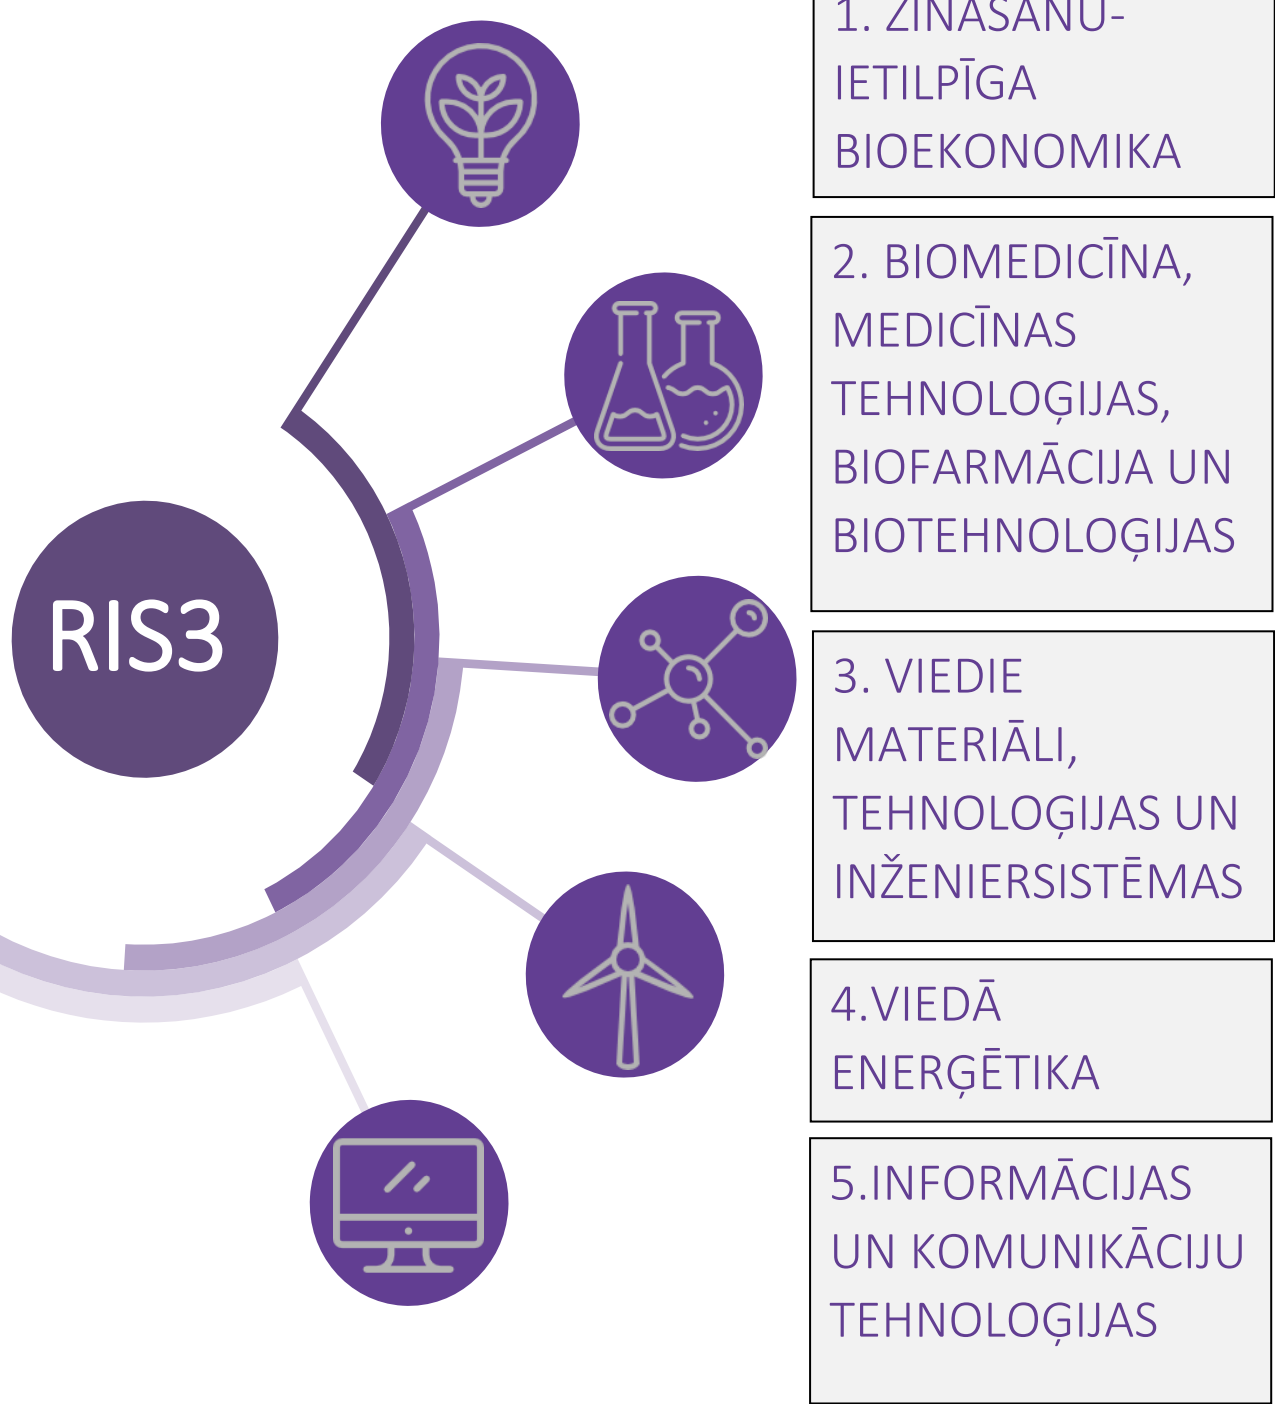 RIS3
1. ZINĀŠANU-
IETILPĪGA
BIOEKONOMIKA
2. BIOMEDICĪNA,
MEDICĪNAS
TEHNOLOĢIJAS,
BIOFARMĀCIJA UN
BIOTEHNOLOĢIJAS
3. VIEDIE
MATERIĀLI,
TEHNOLOĢIJAS UN
INŽENIERSISTĒMAS
4.VIEDĀ
ENERĢĒTIKA
5.INFORMĀCIJAS
UN KOMUNIKĀCIJU
TEHNOLOĢIJAS